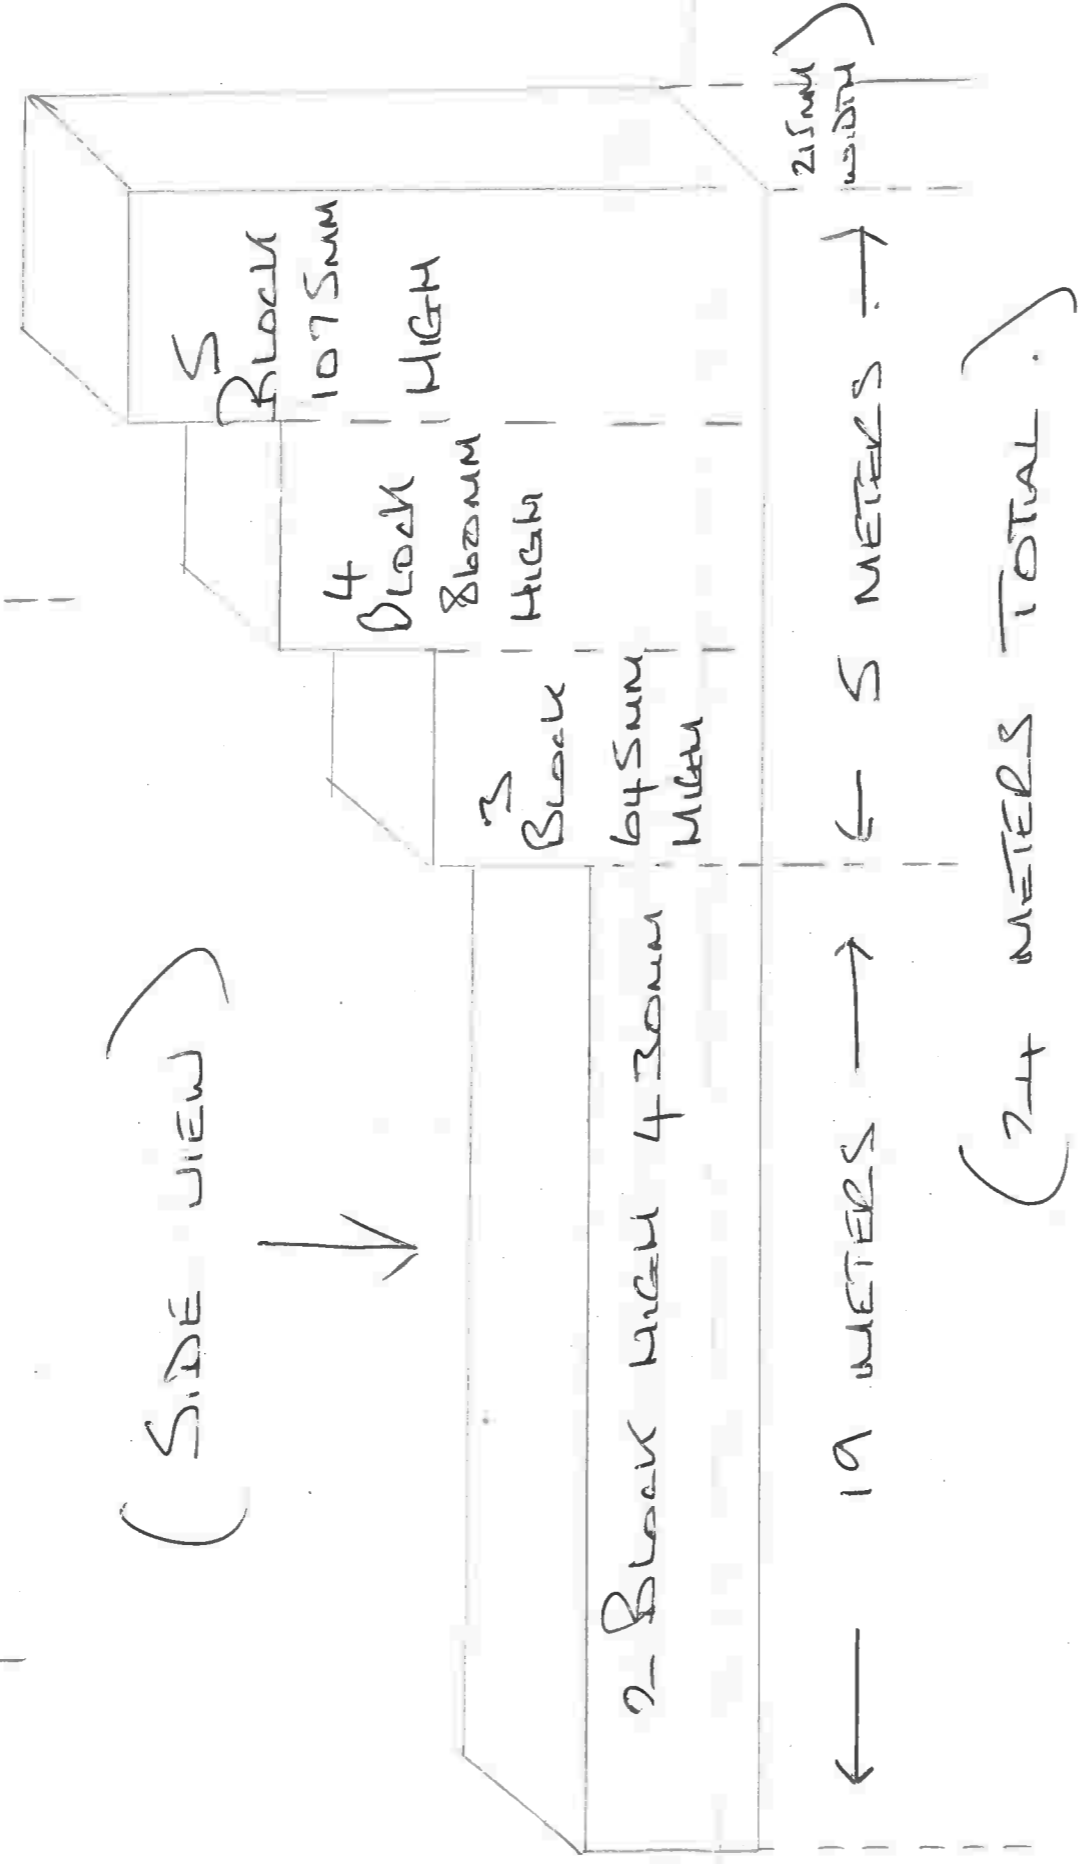 (SIDE VIEW)
5
BLOCK
1075MM
HIGH
4
BLOCK
860MM
HIGH
3
BLOCK
645MM
HIGH
2 BLOCK HIGH 430MM
19 METERS
5 METERS
215MM
WIDTH
(24 METERS TOTAL.)